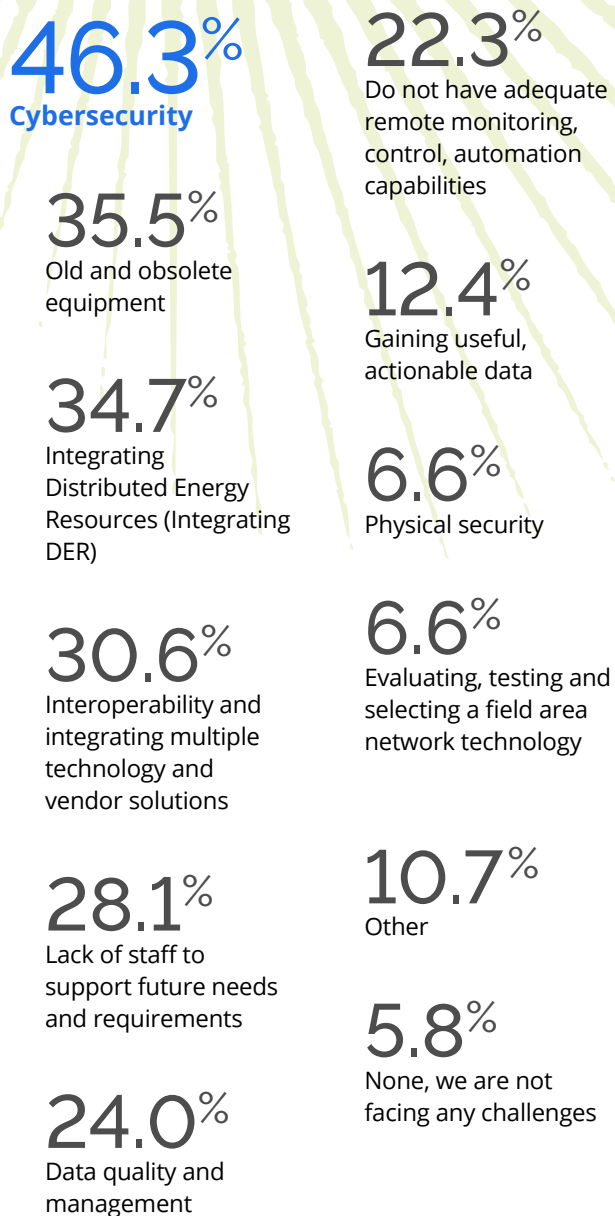 46.3%
Cybersecurity
35.5%
Old and obsolete
equipment
34.7%
Integrating
Distributed Energy
Resources (Integrating
DER)
30.6%
Interoperability and
integrating multiple
technology and
vendor solutions
28.1%
Lack of staff to
support future needs
and requirements
24.0%
Data quality and
management
22.3%
Do not have adequate
remote monitoring,
control, automation
capabilities
12.4%
Gaining useful,
actionable data
6.6%
Physical security
6.6%
Evaluating, testing and
selecting a field area
network technology
10.7%
Other
5.8%
None, we are not
facing any challenges